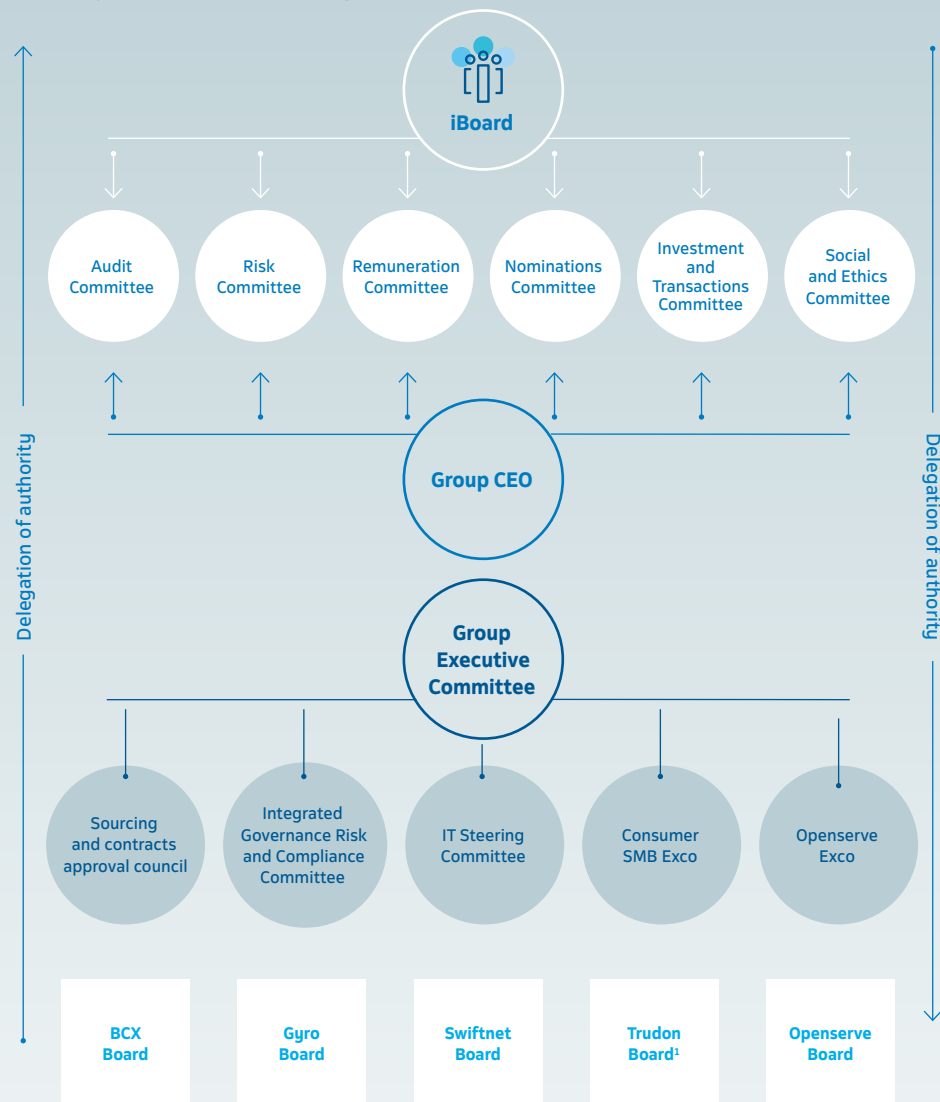 iBoard
Audit
Committee
Risk
Committee
Remuneration
Committee
Nominations
Committee
Investment
and
Transactions
Committee
Social
and Ethics
Committee
Group CEO
Delegation of authority
Delegation of authority
Group
Executive
Committee
Sourcing
and contracts
approval council
Integrated
Governance Risk
and Compliance
Committee
IT Steering
Committee
Consumer
SMB Exco
Openserve
Exco
BCX
Board
Gyro
Board
Swiftnet
Board
Trudon
Board¹
Openserve
Board